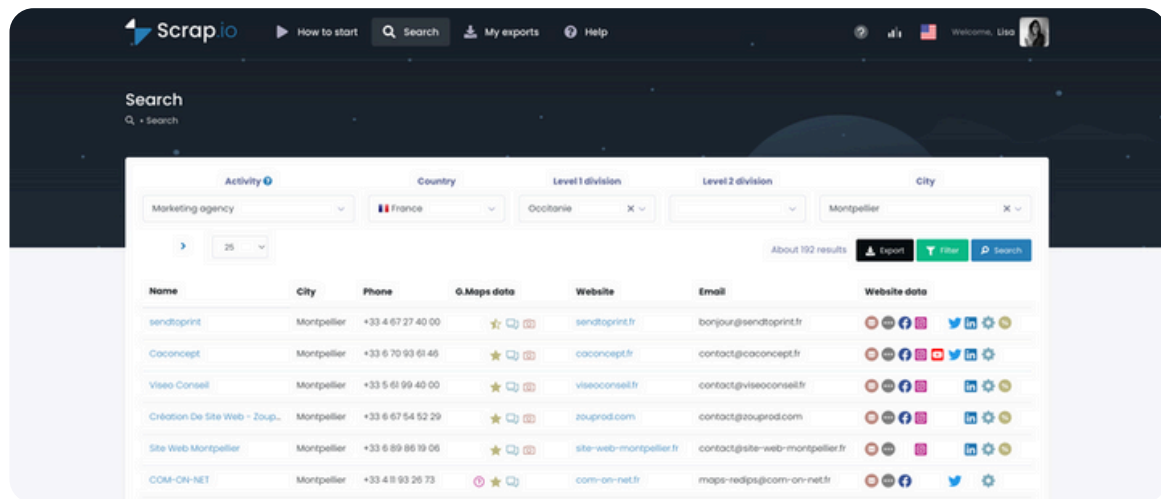 Scrap.io How to start Search My exports Help Welcome, Lisa
Search
• Search
Activity Country Level 1 division Level 2 division City
Marketing agency France Occitanie Montpellier
25 About 192 results Export Filter Search
Name City Phone G.Maps data Website Email Website data
sendtoprint Montpellier +33 4 67 27 40 00 sendtoprint.fr bonjour@sendtoprint.fr
Caconcept Montpellier +33 6 70 93 61 46 caconcept.fr contact@caconcept.fr
Viseo Conseil Montpellier +33 5 61 99 40 00 viseoconseil.fr contact@viseoconseil.fr
Création De Site Web - Zoup... Montpellier +33 6 67 54 52 29 zouprod.com contact@zouprod.com
Site Web Montpellier Montpellier +33 6 89 86 19 06 site-web-montpellier.fr contact@site-web-montpellier.fr
COM-ON-NET Montpellier +33 4 11 93 26 73 com-on-net.fr maps-redips@com-on-net.fr